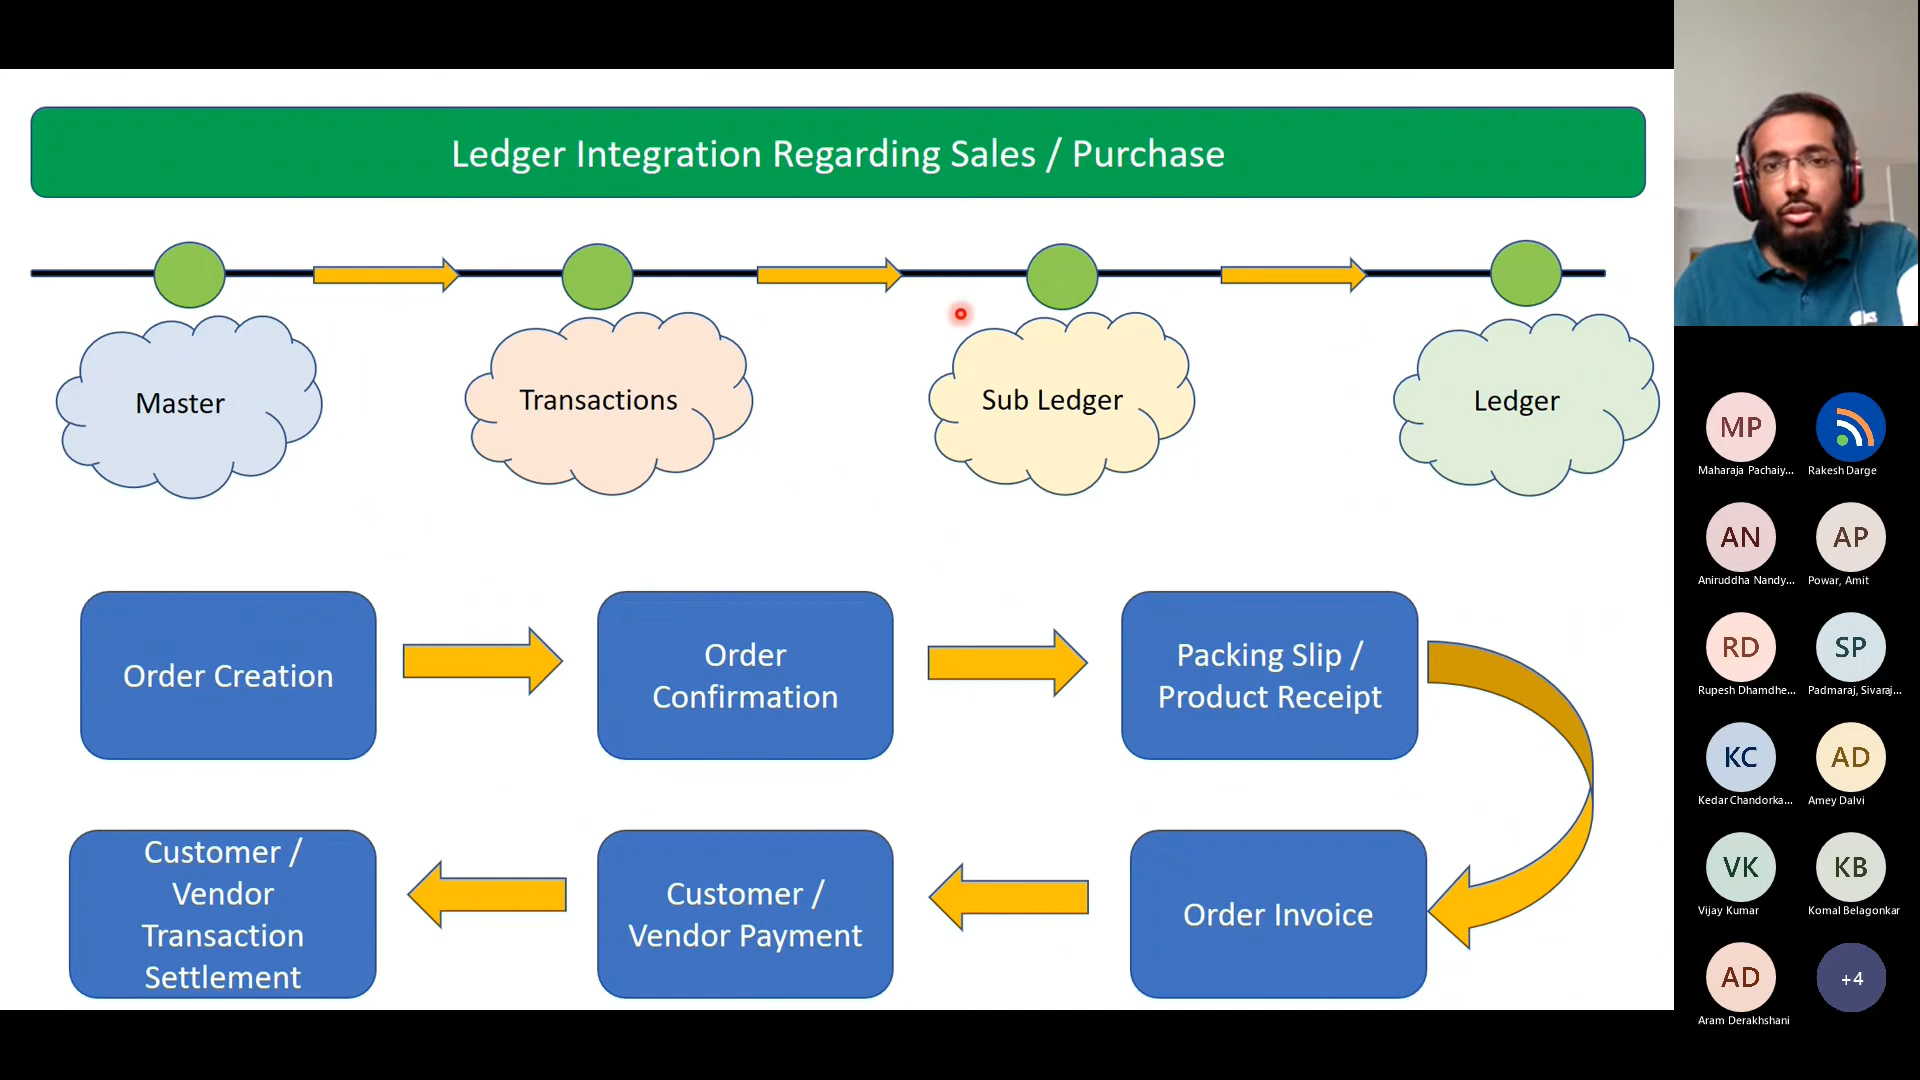 Ledger Integration Regarding Sales / Purchase
Master
Transactions
Sub Ledger
Ledger
Order Creation
Order
Confirmation
Packing Slip /
Product Receipt
Customer /
Vendor
Transaction
Settlement
Customer /
Vendor Payment
Order Invoice
MP
Maharaja Pachaiy...
Rakesh Darge
AN
Aniruddha Nandy...
AP
Powar, Amit
RD
Rupesh Dhamdhe...
SP
Padmaraj, Sivaraj...
KC
Kedar Chandorka...
AD
Amey Dalvi
VK
Vijay Kumar
KB
Komal Belagonkar
AD
Aram Derakhshani
+4